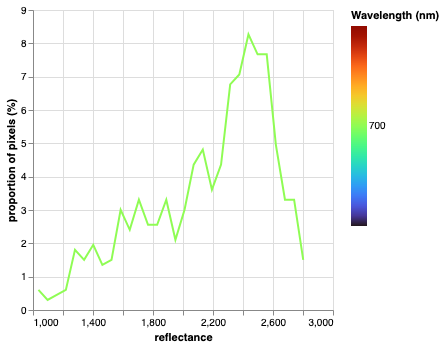 9
8
7
6
5
4
3
2
1
0
proportion of pixels (%)
1,000 1,400 1,800 2,200 2,600 3,000
reflectance
Wavelength (nm)
700